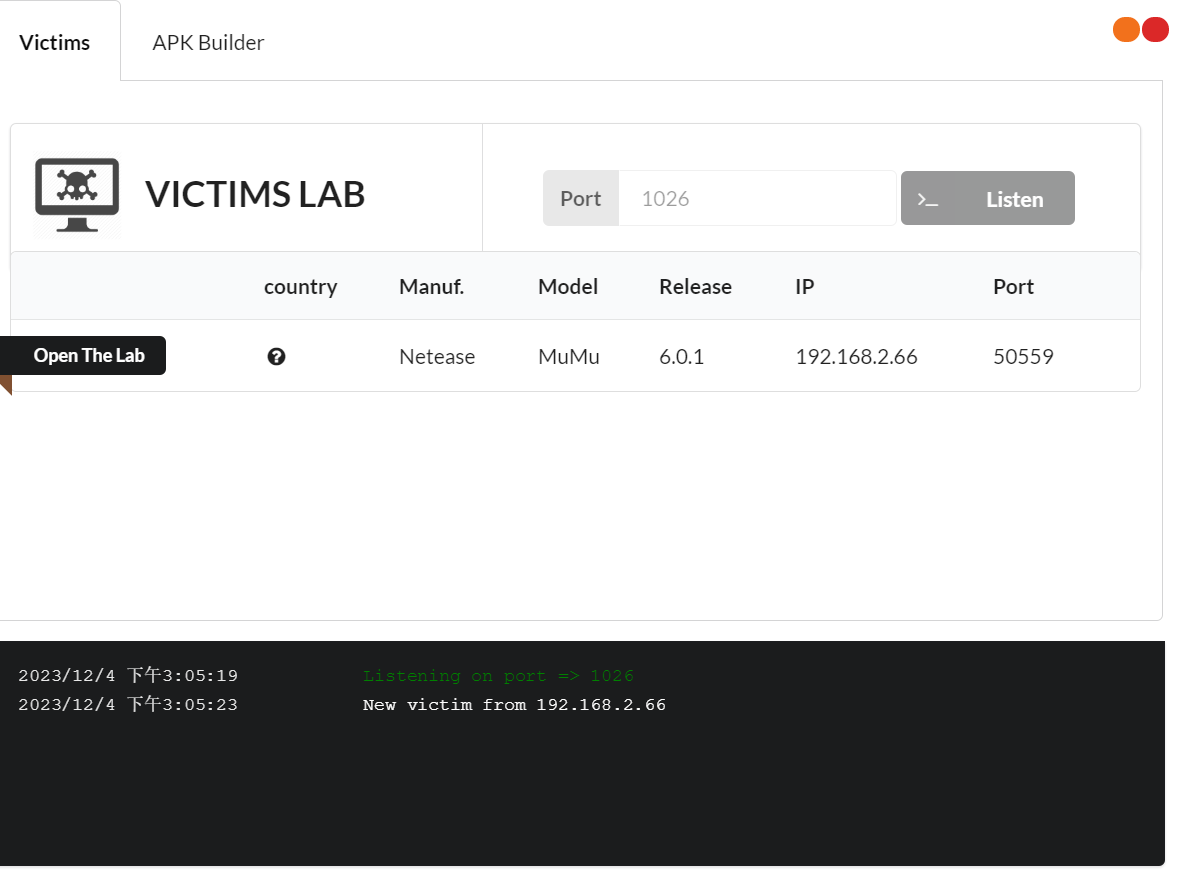 Victims APK Builder
VICTIMS LAB
Port 1026 >_ Listen
country Manuf. Model Release IP Port
Open The Lab ? Netease MuMu 6.0.1 192.168.2.66 50559
2023/12/4 下午3:05:19 Listening on port => 1026
2023/12/4 下午3:05:23 New victim from 192.168.2.66